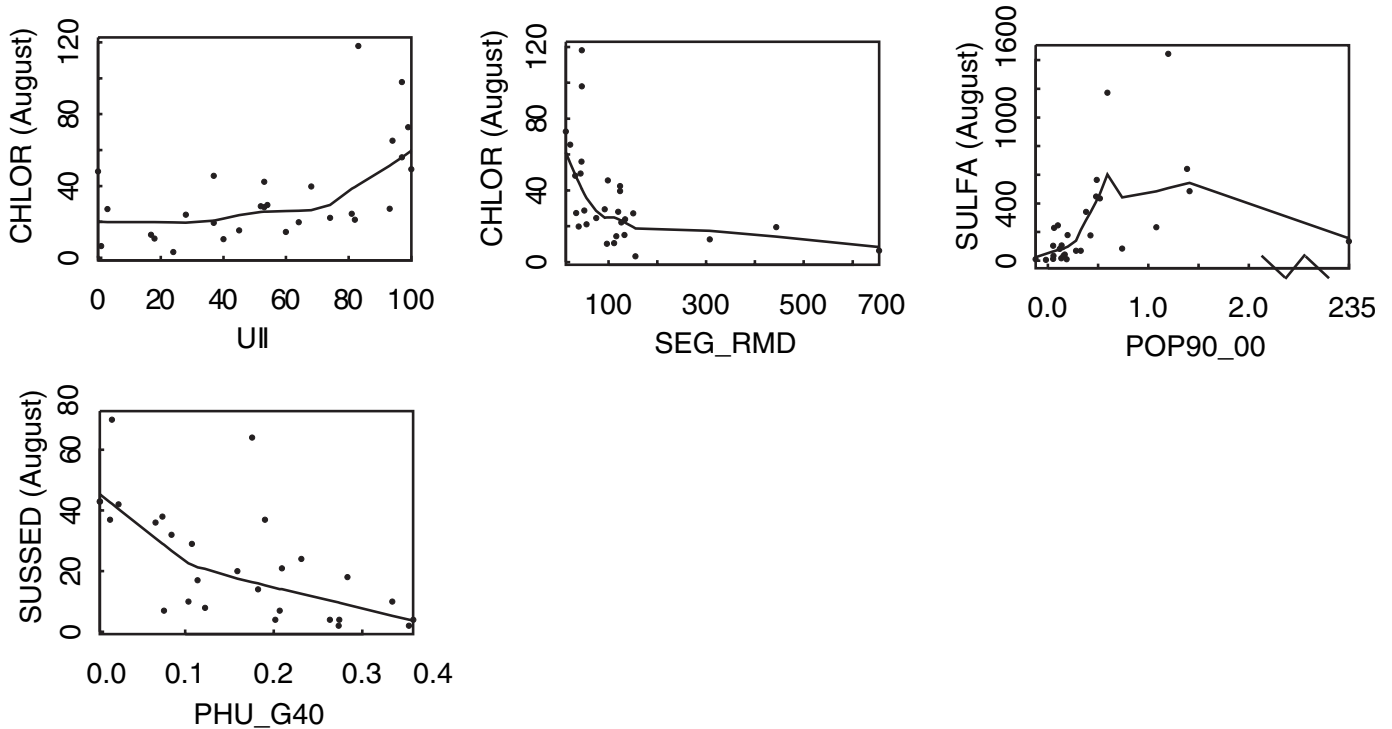 CHLOR (August)
120
80
40
0
0 20 40 60 80 100
UII
CHLOR (August)
120
80
40
0
100 300 500 700
SEG_RMD
SULFA (August)
1600
1000
400
0
0.0 1.0 2.0 235
POP90_00
SUSSED (August)
80
60
40
20
0
0.0 0.1 0.2 0.3 0.4
PHU_G40